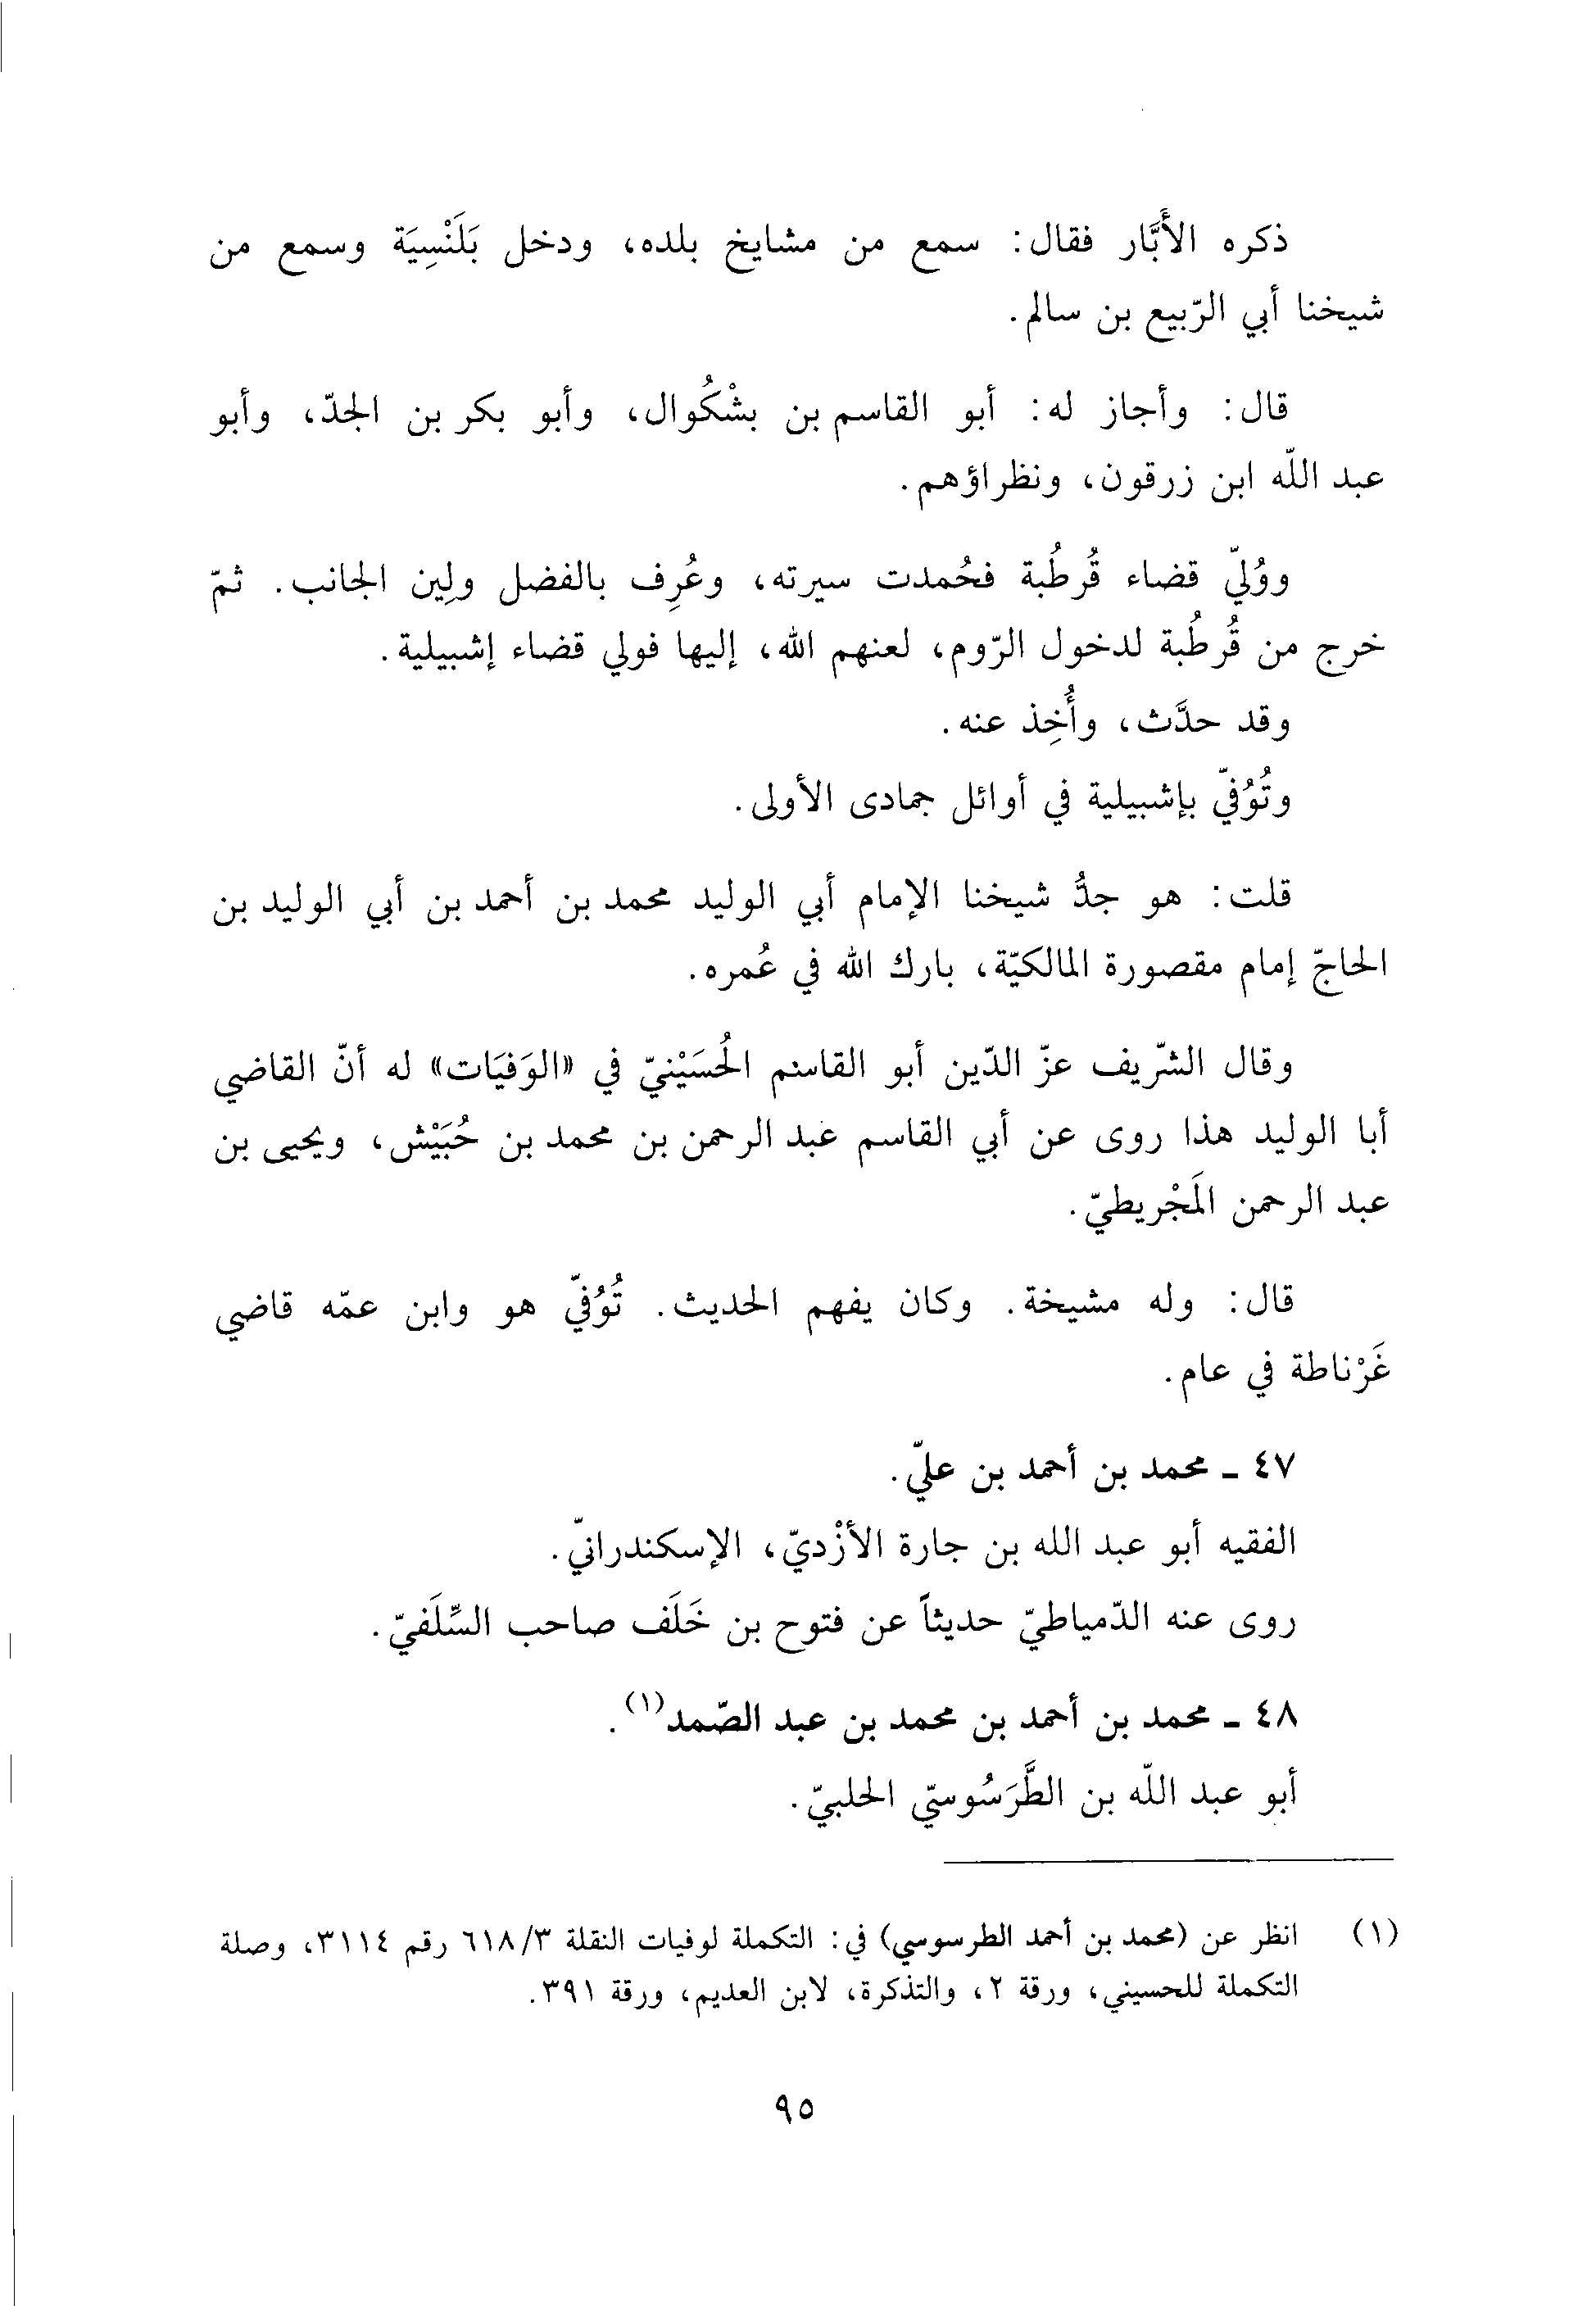 ذكره الأَبَّار فقال: سمع من مشايخ بلده، ودخل بَلَنْسِيَة وسمع من
شيخنا أبي الرّبيع بن سالم.
قال: وأجاز له: أبو القاسم بن بشْكُوال، وأبو بكر بن الجدّ، وأبو
عبد اللّه ابن زرقون، ونظراؤهم.
ووُليّ قضاء قُرطُبة فحُمدت سيرته، وعُرِف بالفضل ولِين الجانب. ثمّ
خرج من قُرطُبة لدخول الرّوم، لعنهم الله، إليها فولي قضاء إشبيلية.
وقد حدَّث، وأُخِذ عنه.
وتُوُفيّ بإشبيلية في أوائل جمادى الأولى.
قلت: هو جدُّ شيخنا الإمام أبي الوليد محمد بن أحمد بن أبي الوليد بن
الحاجّ إمام مقصورة المالكيّة، بارك الله في عُمره.
وقال الشّريف عزّ الدّين أبو القاسم الُحسَيْنيّ في «الوَفيَات» له أنّ القاضي
أبا الوليد هذا روى عن أبي القاسم عبد الرحمن بن محمد بن حُبَيْش، ويحيى بن
عبد الرحمن المَجْريطيّ.
قال: وله مشيخة. وكان يفهم الحديث. تُوُفيّ هو وابن عمّه قاضي
غَرْناطة في عام.
٤٧ - محمد بن أحمد بن عليّ.
الفقيه أبو عبد الله بن جارة الأزْديّ، الإسكندرانيّ.
روى عنه الدّمياطيّ حديثاً عن فتوح بن خَلَف صاحب السِّلَفيّ.
٤٨ - محمد بن أحمد بن محمد بن عبد الصّمد(١).
أبو عبد اللّه بن الطَّرَسُوسيّ الحلبيّ.
(١) انظر عن (محمد بن أحمد الطرسوسي) في: التكملة لوفيات النقلة ٦١٨/٣ رقم ٣١١٤، وصلة
التكملة للحسيني، ورقة ٢، والتذكرة، لابن العديم، ورقة ٣٩١.
٩٥